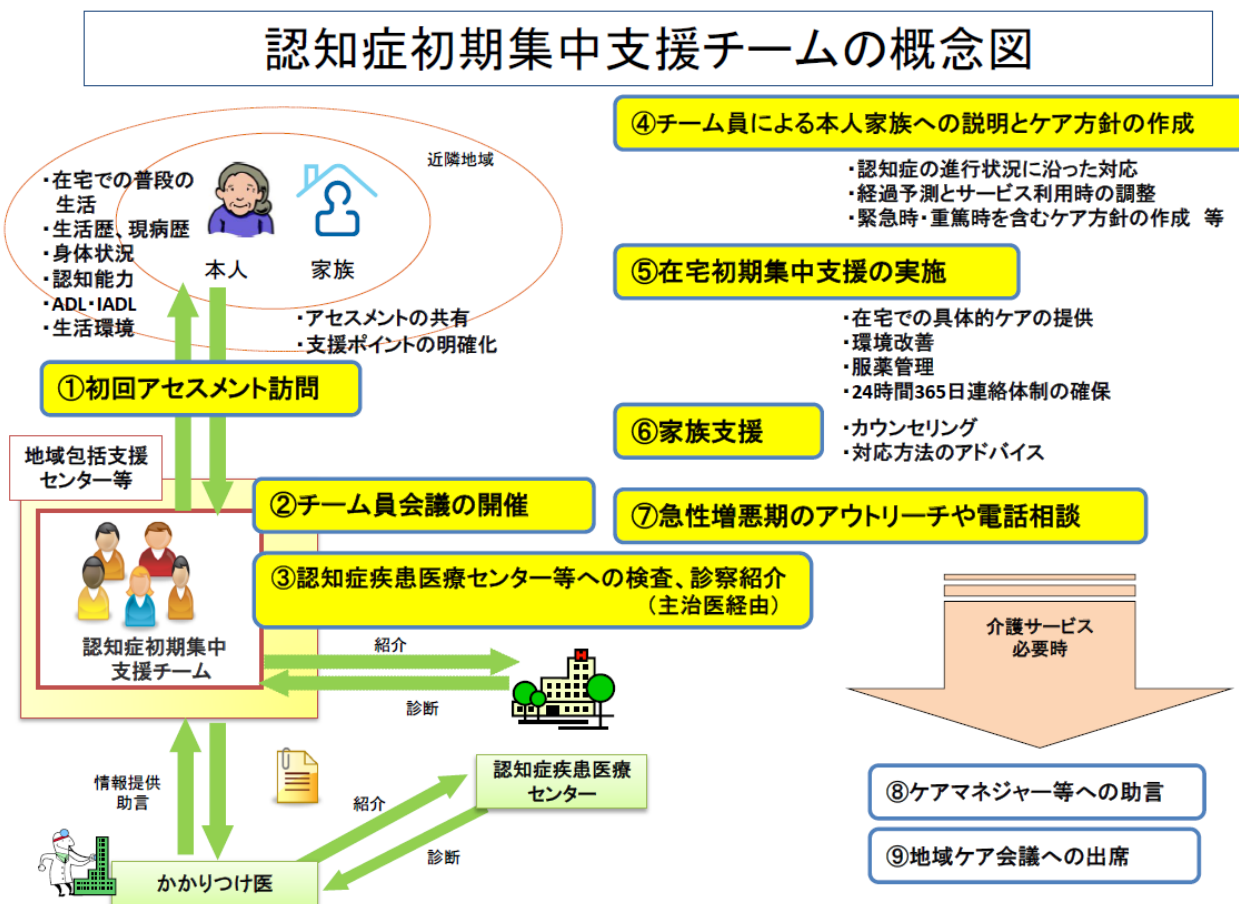 認知症初期集中支援チームの概念図
近隣地域
・在宅での普段の
生活
・生活歴、現病歴
・身体状況
・認知能力
・ADL・IADL
・生活環境
本人
家族
・アセスメントの共有
・支援ポイントの明確化
①初回アセスメント訪問
地域包括支援
センター等
②チーム員会議の開催
③認知症疾患医療センター等への検査、診察紹介
（主治医経由）
認知症初期集中
支援チーム
紹介
診断
H
情報提供
助言
紹介
診断
認知症疾患医療
センター
かかりつけ医
④チーム員による本人家族への説明とケア方針の作成
・認知症の進行状況に沿った対応
・経過予測とサービス利用時の調整
・緊急時・重篤時を含むケア方針の作成 等
⑤在宅初期集中支援の実施
・在宅での具体的ケアの提供
・環境改善
・服薬管理
・24時間365日連絡体制の確保
⑥家族支援
・カウンセリング
・対応方法のアドバイス
⑦急性増悪期のアウトリーチや電話相談
介護サービス
必要時
⑧ケアマネジャー等への助言
⑨地域ケア会議への出席